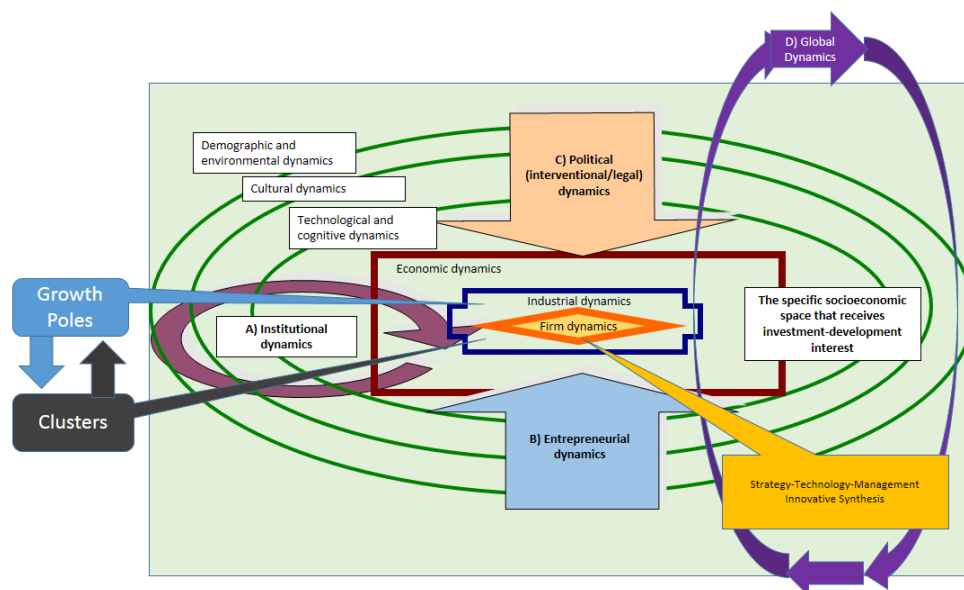 D) Global
Dynamics
Demographic and
environmental dynamics
C) Political
(interventional/legal)
dynamics
Cultural dynamics
Technological and
cognitive dynamics
Economic dynamics
Growth
Poles
Industrial dynamics
The specific socioeconomic
space that receives
investment-development
interest
A) Institutional
dynamics
Firm dynamics
Clusters
B) Entrepreneurial
dynamics
Strategy-Technology-Management
Innovative Synthesis